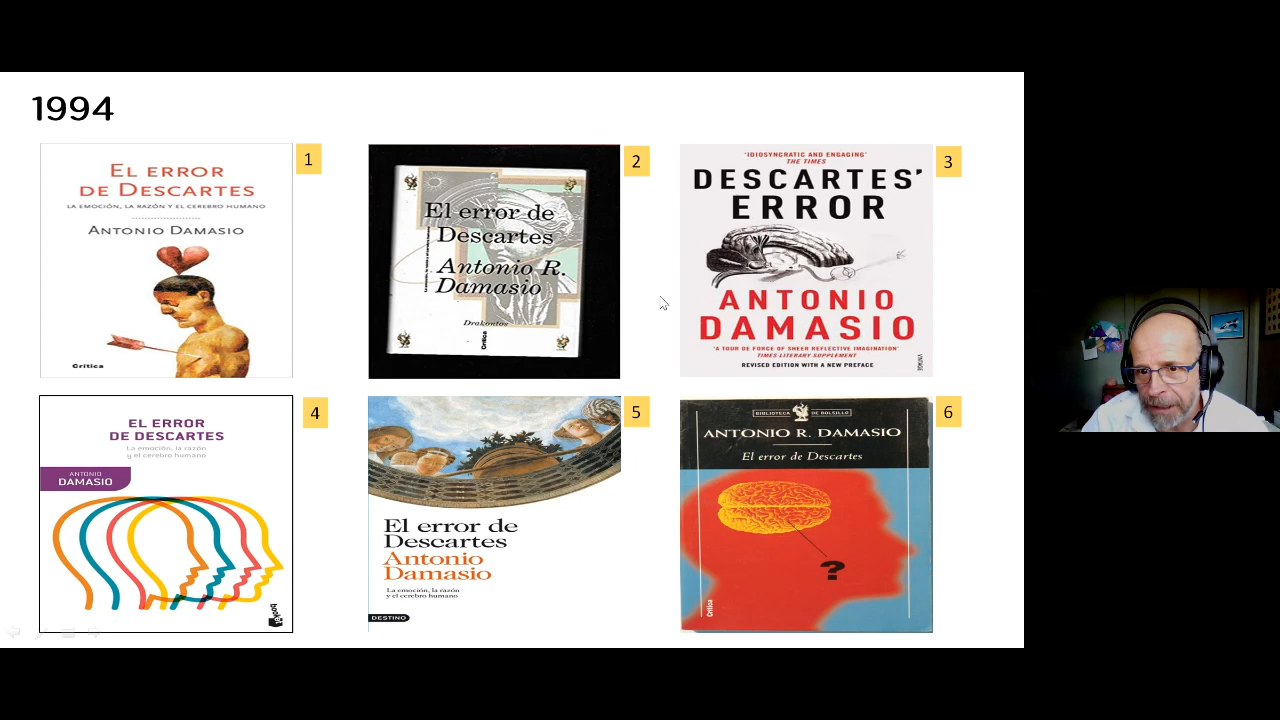 1994
1
EL ERROR
DE DESCARTES
LA EMOCIÓN, LA RAZÓN Y EL CEREBRO HUMANO
ANTONIO DAMASIO
Crítica
2
El error de
Descartes
Antonio R.
Damasio
Drakontos
Crítica
3
'IDIOSYNCRATIC AND ENGAGING'
THE TIMES
DESCARTES'
ERROR
ANTONIO
DAMASIO
'A TOUR DE FORCE OF SHEER REFLECTIVE IMAGINATION'
TIMES LITERARY SUPPLEMENT
REVISED EDITION WITH A NEW PREFACE
VINTAGE
4
EL ERROR
DE DESCARTES
La emoción, la razón
y el cerebro humano
ANTONIO
DAMASIO
booket
5
El error de
Descartes
Antonio
Damasio
La emoción, la razón
y el cerebro humano
DESTINO
6
BIBLIOTECA DE BOLSILLO
ANTONIO R. DAMASIO
El error de Descartes
?
Crítica